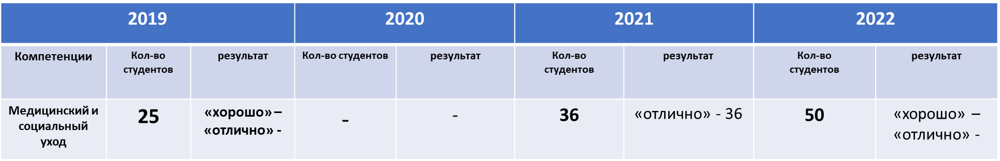 2019 2020 2021 2022
Компетенции Кол-во студентов результат Кол-во студентов результат Кол-во студентов результат Кол-во студентов результат
Медицинский и социальный уход 25 «хорошо» – «отлично» - - - 36 «отлично» - 36 50 «хорошо» – «отлично» -